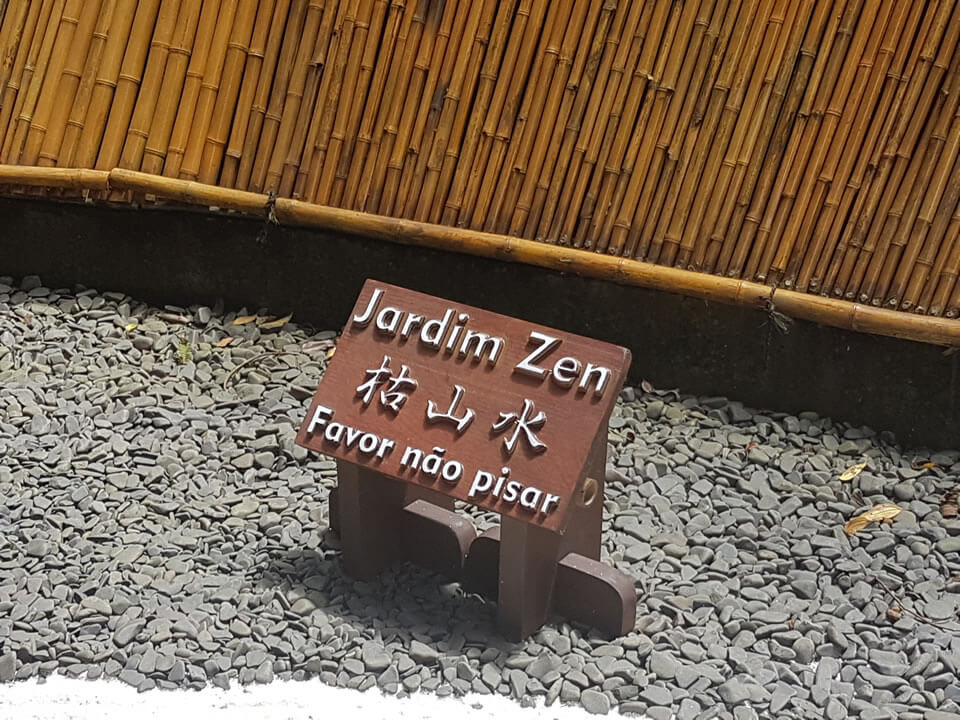 Jardim Zen
枯山水
Favor não pisar